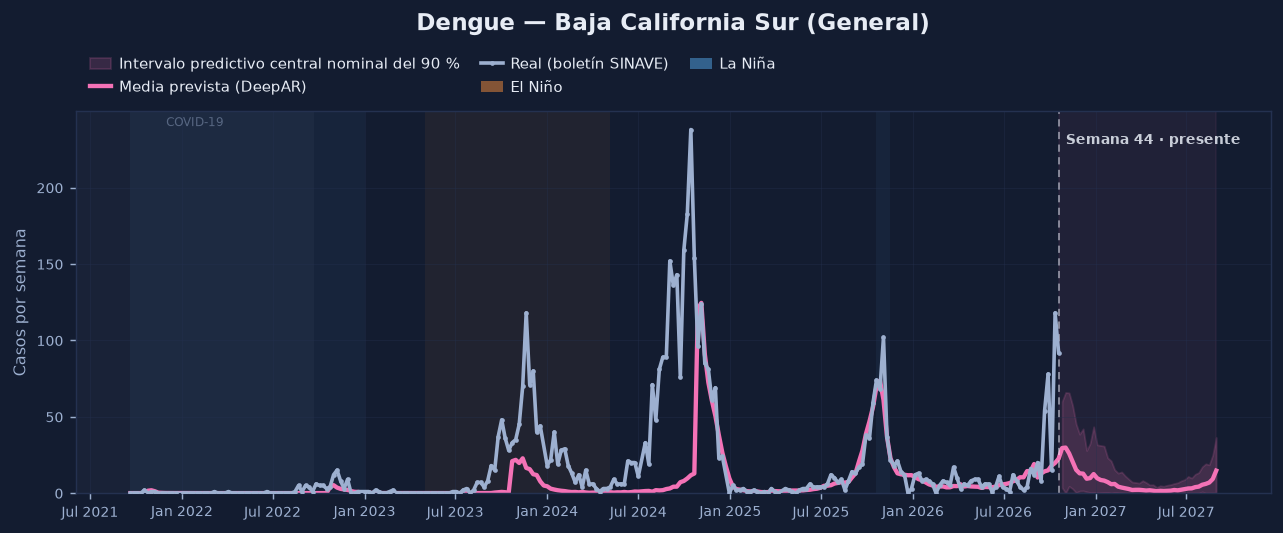 Dengue — Baja California Sur (General)
Intervalo predictivo central nominal del 90 %
Real (boletín SINAVE)
La Niña
Media prevista (DeepAR)
El Niño
COVID-19
Semana 44 · presente
Casos por semana
200
150
100
50
0
Jul 2021
Jan 2022
Jul 2022
Jan 2023
Jul 2023
Jan 2024
Jul 2024
Jan 2025
Jul 2025
Jan 2026
Jul 2026
Jan 2027
Jul 2027